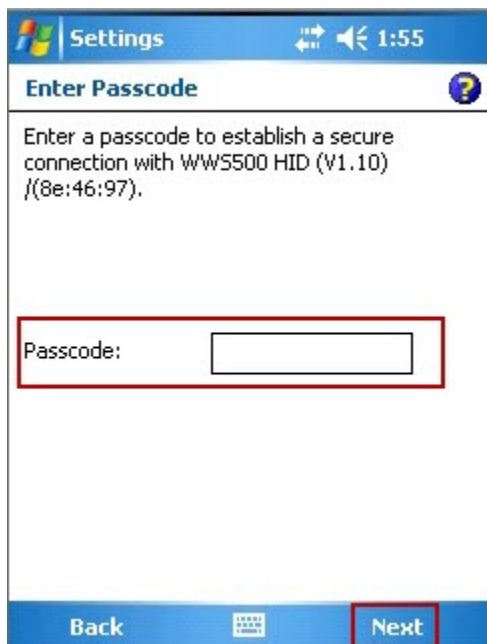 Settings 1:55
Enter Passcode
Enter a passcode to establish a secure
connection with WWS500 HID (V1.10)
/(8e:46:97).
Passcode:
Back Next